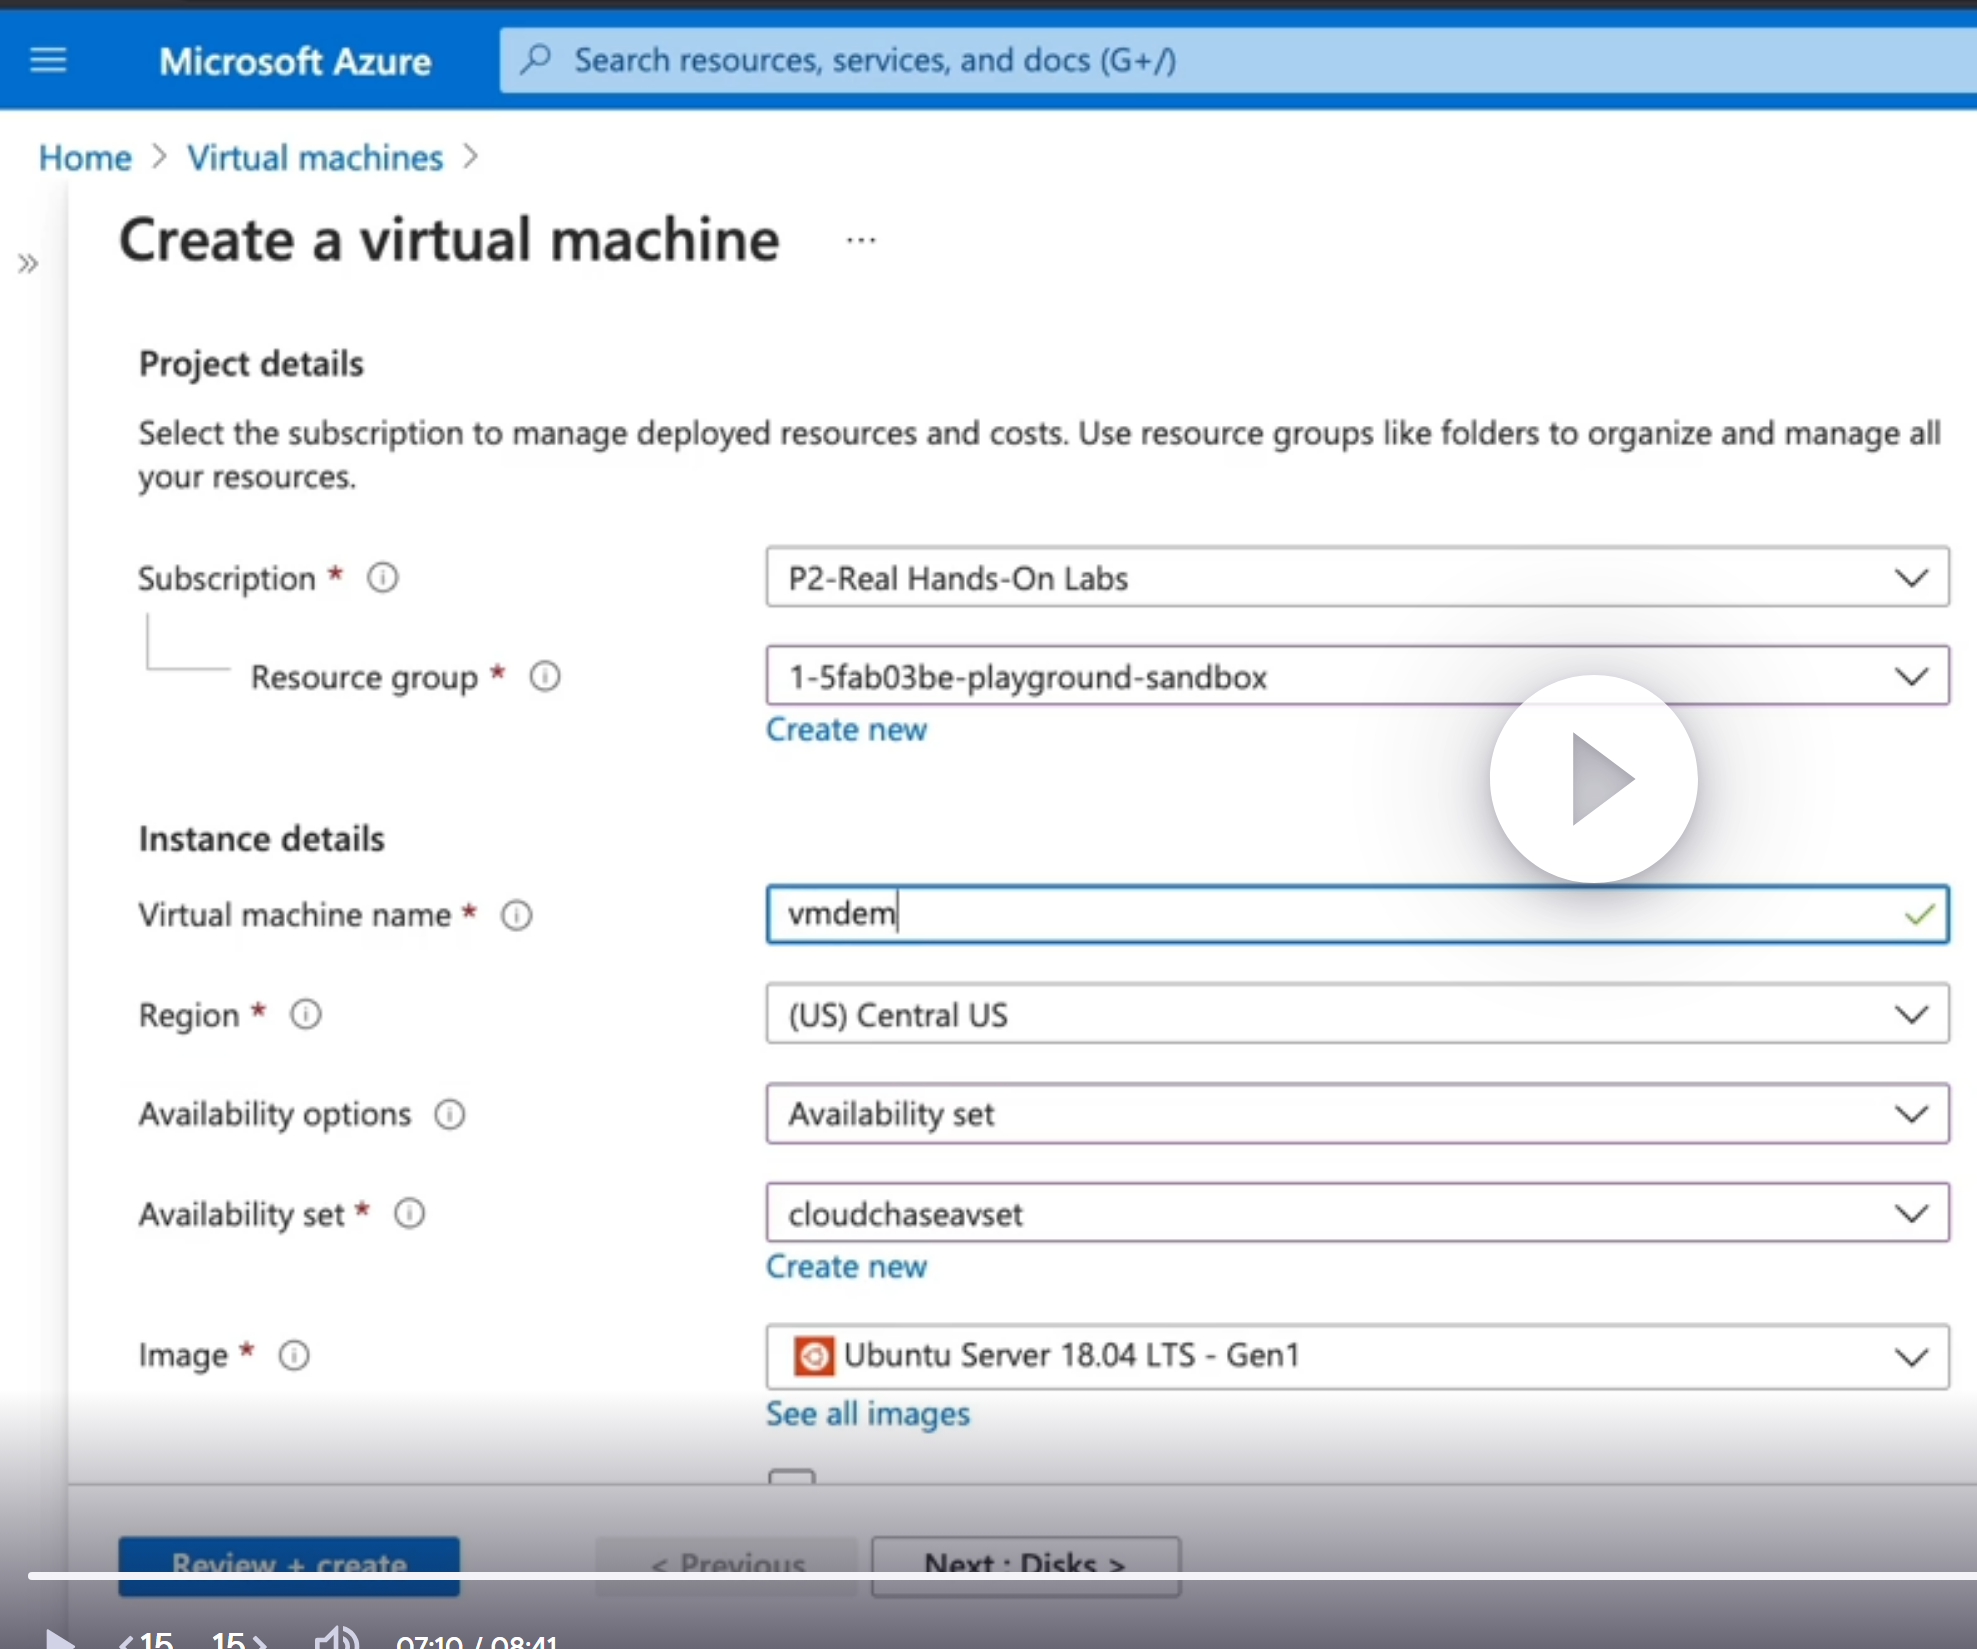 Microsoft Azure
Search resources, services, and docs (G+/)
Home > Virtual machines >
»
Create a virtual machine ...
Project details
Select the subscription to manage deployed resources and costs. Use resource groups like folders to organize and manage all
your resources.
Subscription *
P2-Real Hands-On Labs
Resource group *
1-5fab03be-playground-sandbox
Create new
Instance details
Virtual machine name *
vmdem
Region *
(US) Central US
Availability options
Availability set
Availability set *
cloudchaseavset
Create new
Image *
Ubuntu Server 18.04 LTS - Gen1
See all images
Review + create
< Previous
Next : Disks >
<15 15> 07:10 / 08:41